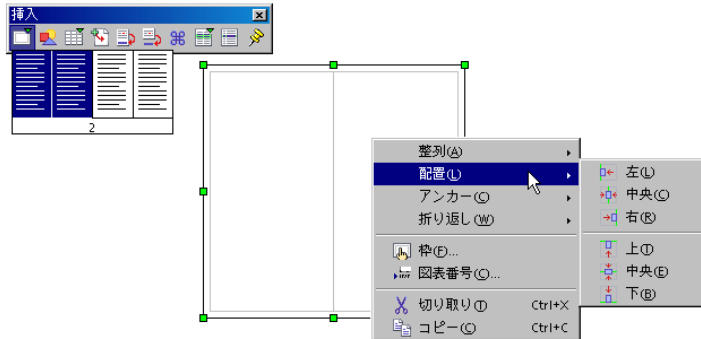 挿入
2
整列(A)
配置(L)
アンカー(C)
折り返し(W)
枠(F)...
図表番号(C)...
切り取り(T) Ctrl+X
コピー(C) Ctrl+C
左(L)
中央(C)
右(R)
上(T)
中央(E)
下(B)